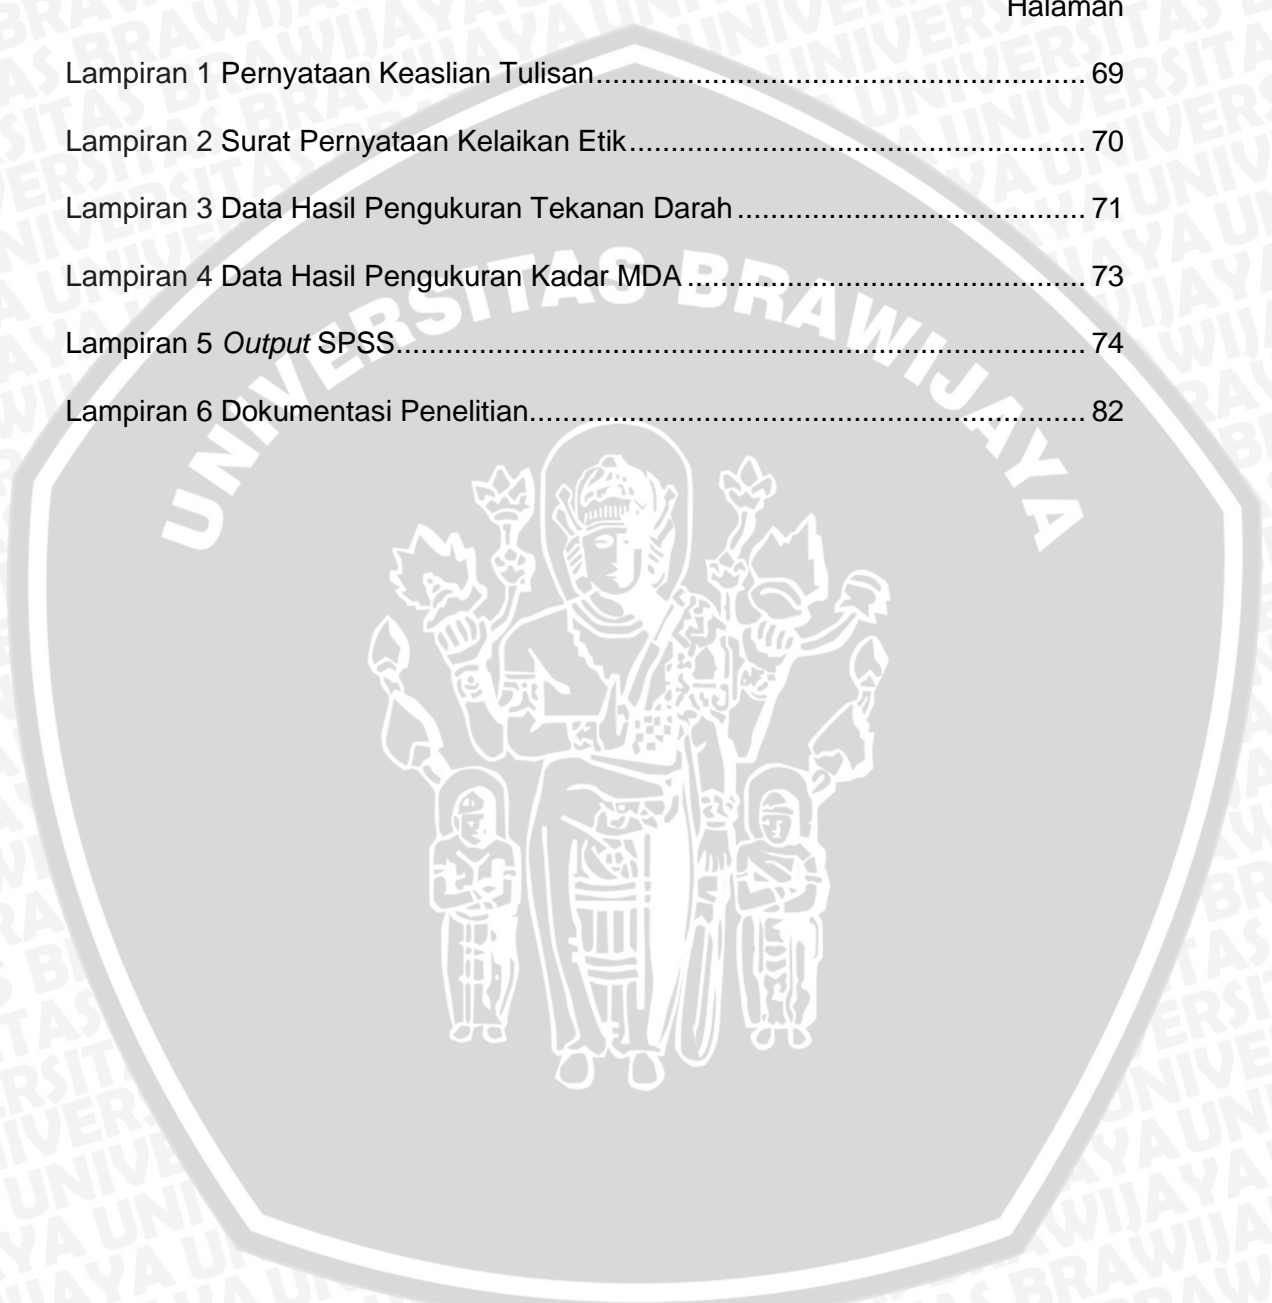 Halaman
Lampiran 1 Pernyataan Keaslian Tulisan........................................................... 69
Lampiran 2 Surat Pernyataan Kelaikan Etik....................................................... 70
Lampiran 3 Data Hasil Pengukuran Tekanan Darah .......................................... 71
Lampiran 4 Data Hasil Pengukuran Kadar MDA ................................................ 73
Lampiran 5 Output SPSS................................................................................... 74
Lampiran 6 Dokumentasi Penelitian................................................................... 82
UNIVERSITAS BRAWIJAYA